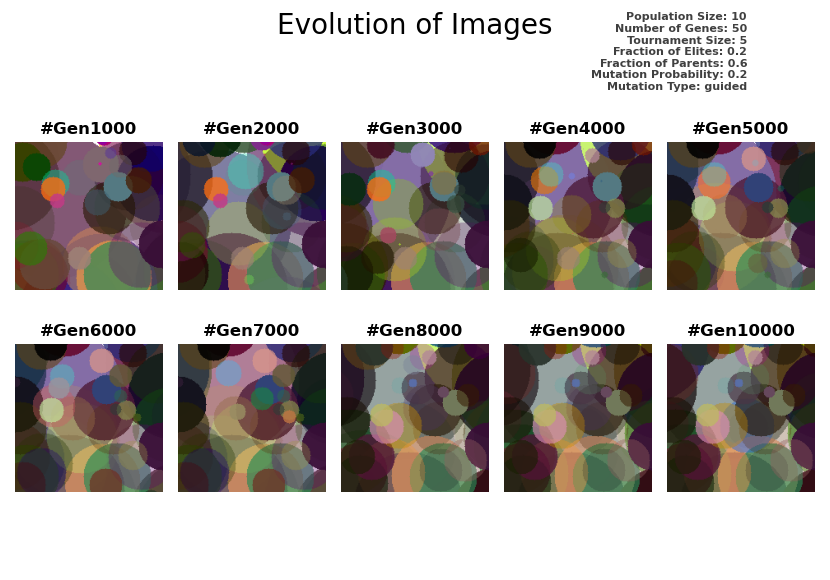 Evolution of Images
Population Size: 10
Number of Genes: 50
Tournament Size: 5
Fraction of Elites: 0.2
Fraction of Parents: 0.6
Mutation Probability: 0.2
Mutation Type: guided
#Gen1000
#Gen2000
#Gen3000
#Gen4000
#Gen5000
#Gen6000
#Gen7000
#Gen8000
#Gen9000
#Gen10000